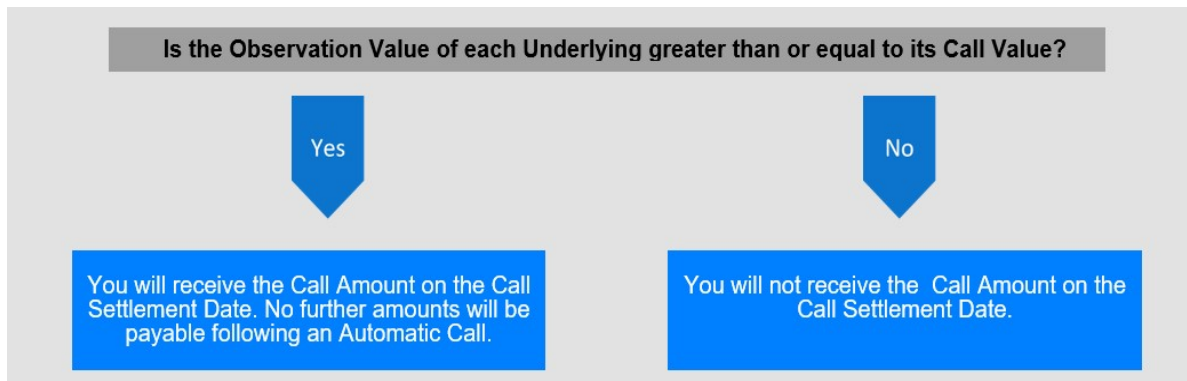 Is the Observation Value of each Underlying greater than or equal to its Call Value?
Yes
No
You will receive the Call Amount on the Call
Settlement Date. No further amounts will be
payable following an Automatic Call.
You will not receive the Call Amount on the
Call Settlement Date.